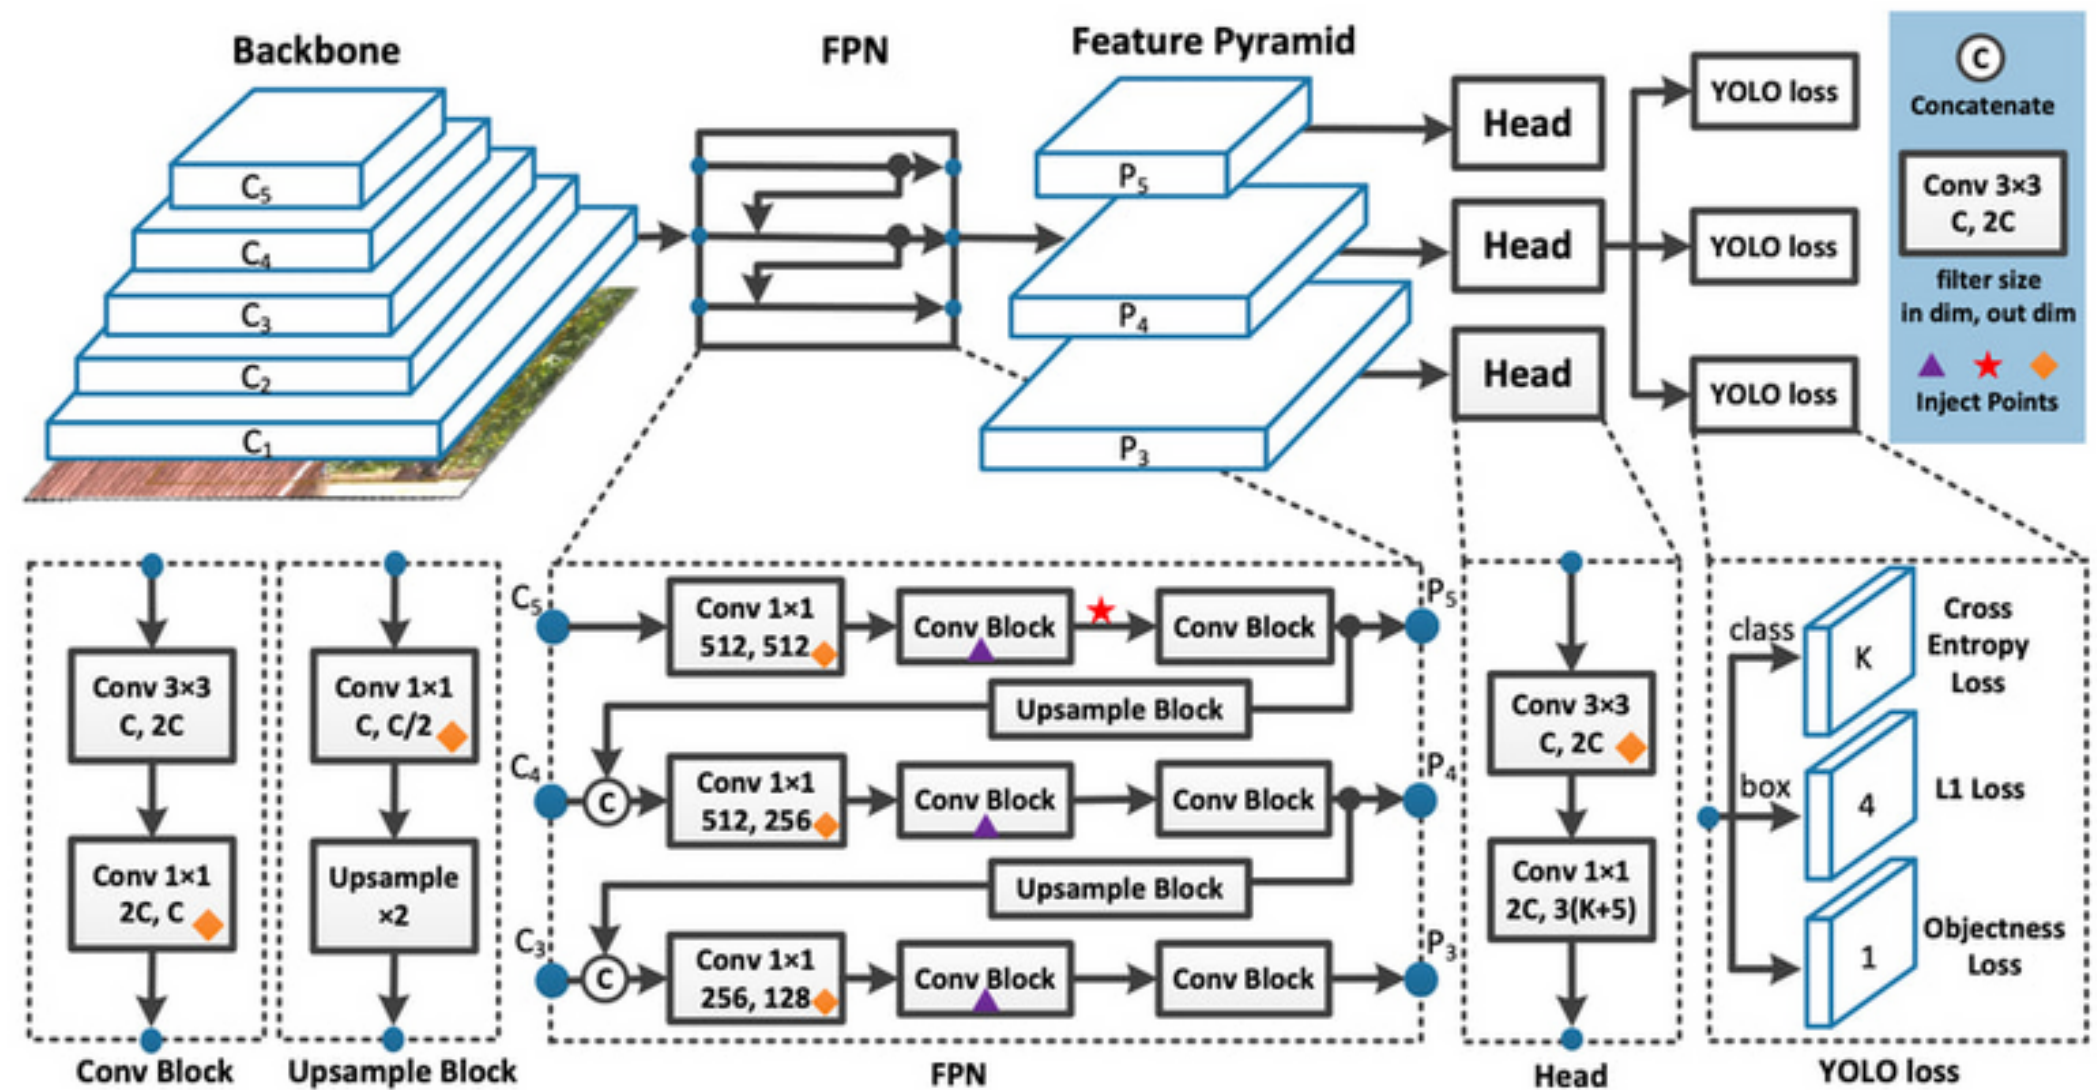 Backbone
FPN
Feature Pyramid
C5
C4
C3
C2
C1
P5
P4
P3
Head
Head
Head
YOLO loss
YOLO loss
YOLO loss
C
Concatenate
Conv 3×3
C, 2C
filter size
in dim, out dim
Inject Points
Conv 3×3
C, 2C
Conv 1×1
2C, C
Conv Block
Conv 1×1
C, C/2
Upsample
×2
Upsample Block
C5
Conv 1×1
512, 512
Conv Block
Conv Block
P5
Upsample Block
C4
C
Conv 1×1
512, 256
Conv Block
Conv Block
P4
Upsample Block
C3
C
Conv 1×1
256, 128
Conv Block
Conv Block
P3
FPN
Conv 3×3
C, 2C
Conv 1×1
2C, 3(K+5)
Head
class
K
Cross
Entropy
Loss
box
4
L1 Loss
1
Objectness
Loss
YOLO loss